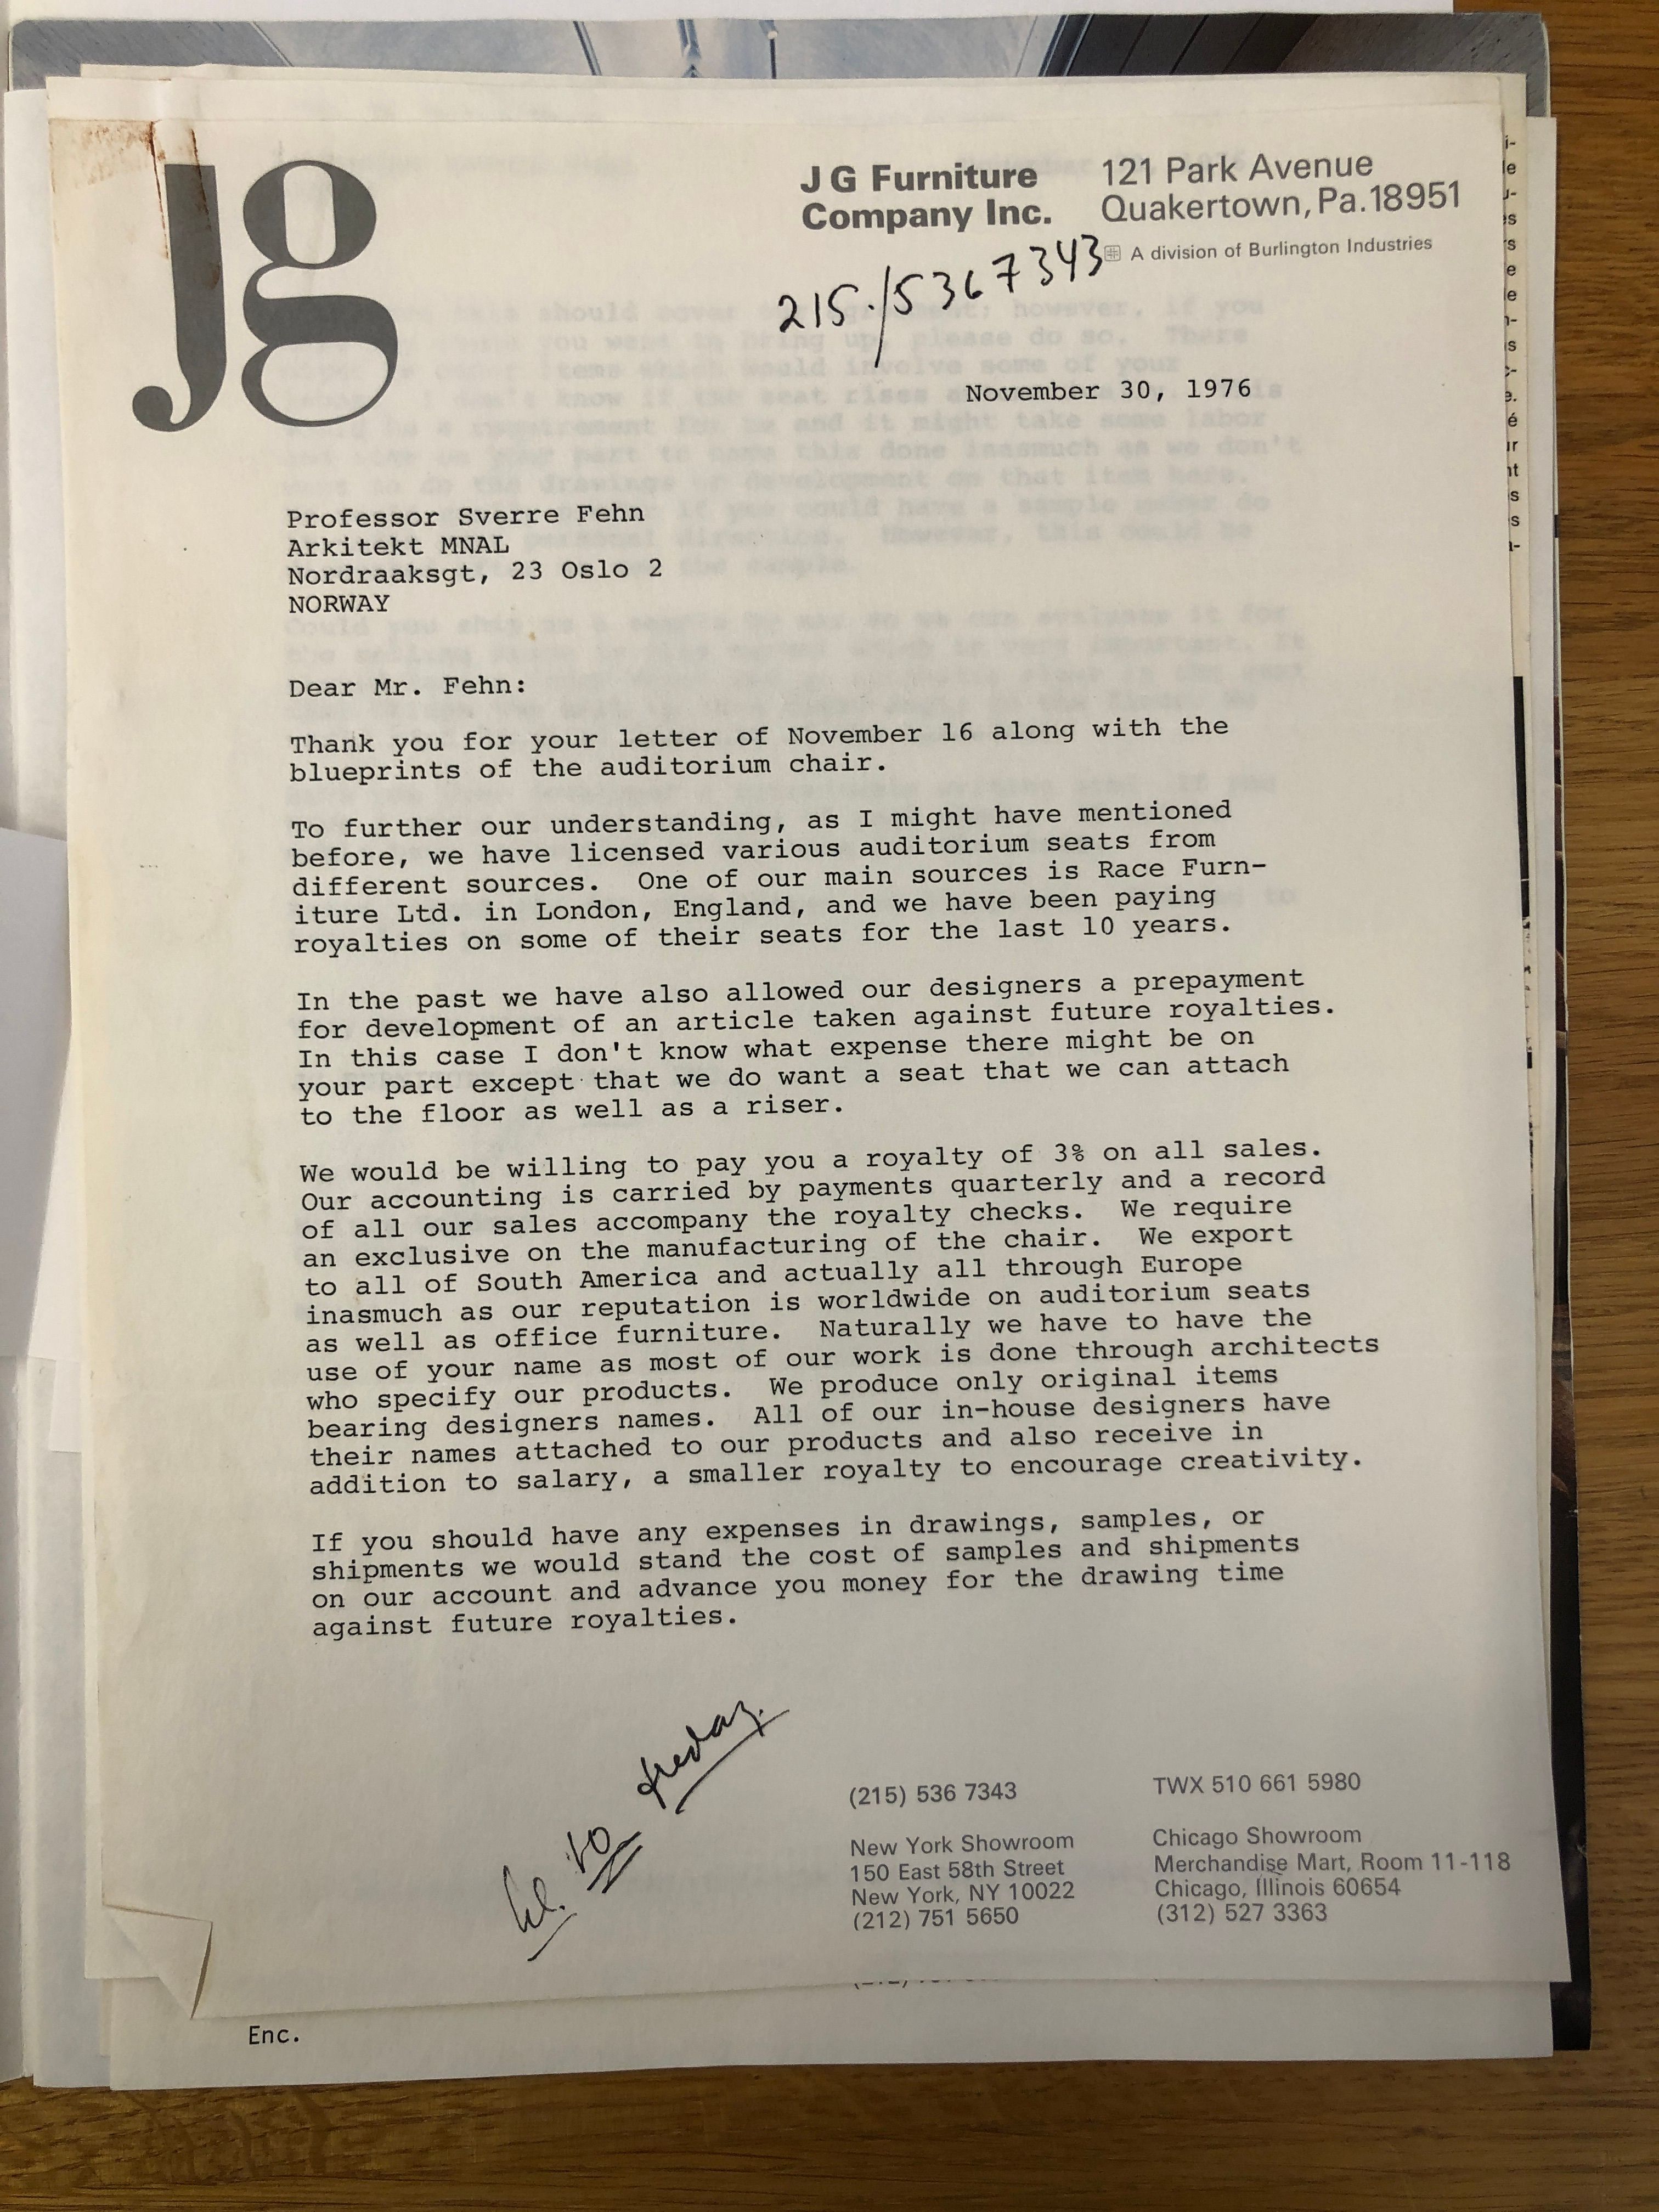 Jg
JG Furniture
Company Inc.
121 Park Avenue
Quakertown, Pa. 18951
A division of Burlington Industries
215./5367343
November 30, 1976
Professor Sverre Fehn
Arkitekt MNAL
Nordraaksgt, 23 Oslo 2
NORWAY
Dear Mr. Fehn:
Thank you for your letter of November 16 along with the
blueprints of the auditorium chair.
To further our understanding, as I might have mentioned
before, we have licensed various auditorium seats from
different sources. One of our main sources is Race Furn-
iture Ltd. in London, England, and we have been paying
royalties on some of their seats for the last 10 years.
In the past we have also allowed our designers a prepayment
for development of an article taken against future royalties.
In this case I don't know what expense there might be on
your part except that we do want a seat that we can attach
to the floor as well as a riser.
We would be willing to pay you a royalty of 3% on all sales.
Our accounting is carried by payments quarterly and a record
of all our sales accompany the royalty checks. We require
an exclusive on the manufacturing of the chair. We export
to all of South America and actually all through Europe
inasmuch as our reputation is worldwide on auditorium seats
as well as office furniture. Naturally we have to have the
use of your name as most of our work is done through architects
who specify our products. We produce only original items
bearing designers names. All of our in-house designers have
their names attached to our products and also receive in
addition to salary, a smaller royalty to encourage creativity.
If you should have any expenses in drawings, samples, or
shipments we would stand the cost of samples and shipments
on our account and advance you money for the drawing time
against future royalties.
kl. 10
(215) 536 7343
TWX 510 661 5980
New York Showroom
150 East 58th Street
New York, NY 10022
(212) 751 5650
Chicago Showroom
Merchandise Mart, Room 11-118
Chicago, Illinois 60654
(312) 527 3363
Enc.